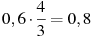 0,6 · 4/3 = 0,8